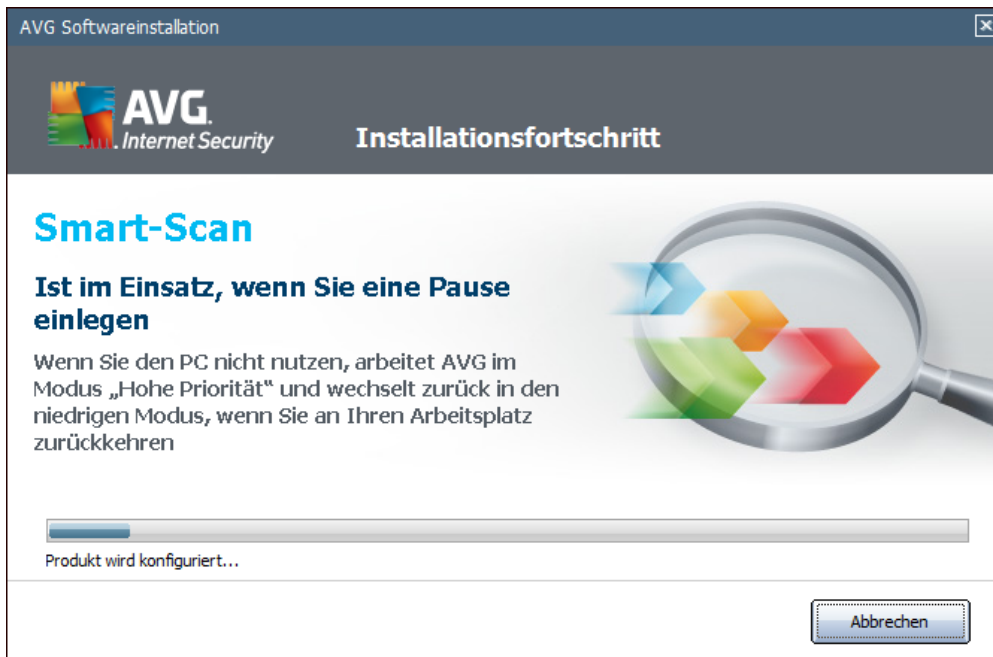 AVG Softwareinstallation
AVG.
Internet Security
Installationsfortschritt
Smart-Scan
Ist im Einsatz, wenn Sie eine Pause
einlegen
Wenn Sie den PC nicht nutzen, arbeitet AVG im
Modus „Hohe Priorität“ und wechselt zurück in den
niedrigen Modus, wenn Sie an Ihren Arbeitsplatz
zurückkehren
Produkt wird konfiguriert...
Abbrechen